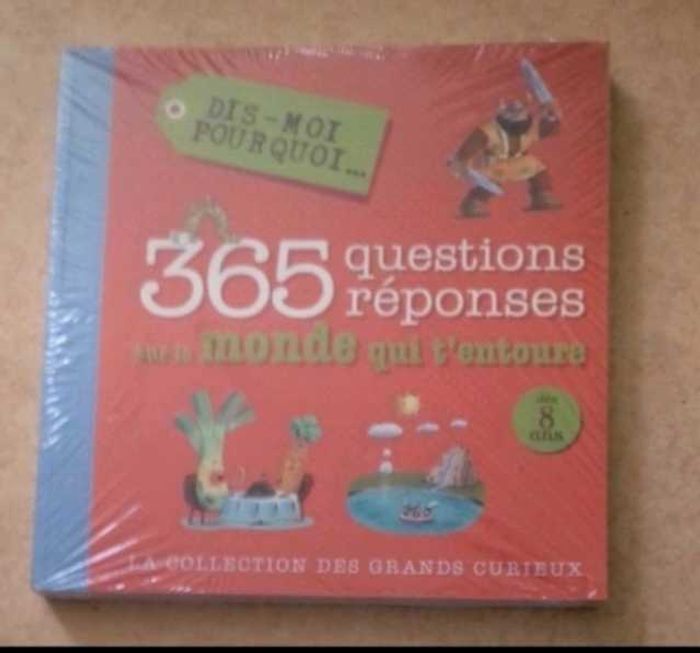 DIS-MOI
POURQUOI...
365 questions
réponses
sur le monde qui t'entoure
dès
8
ans
LA COLLECTION DES GRANDS CURIEUX